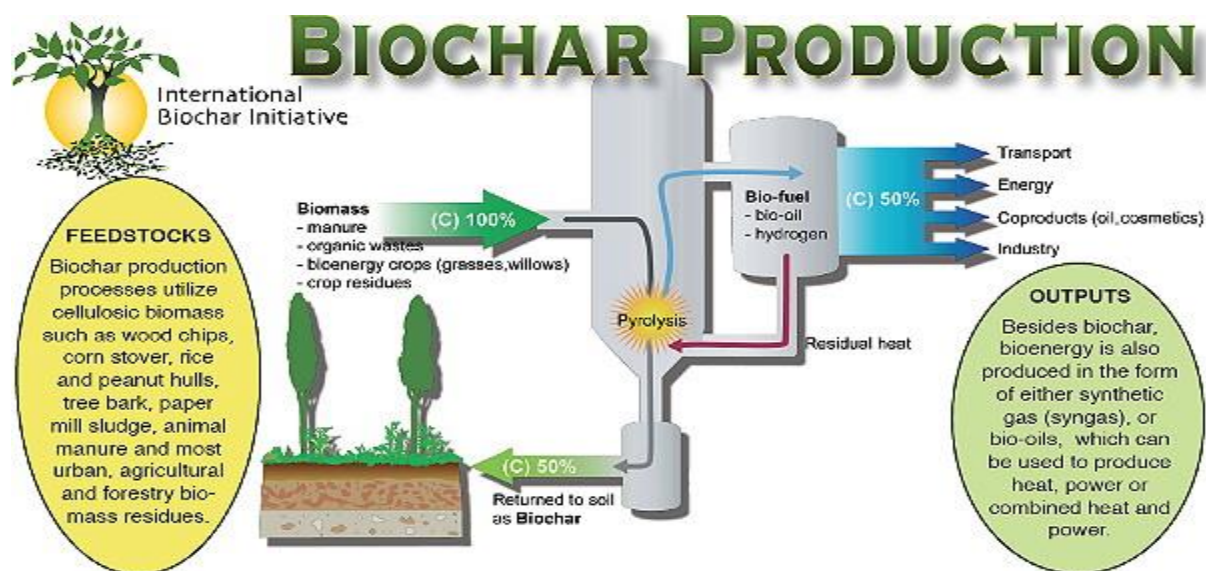 BIOCHAR PRODUCTION
International
Biochar Initiative
FEEDSTOCKS
Biochar production
processes utilize
cellulosic biomass
such as wood chips,
corn stover, rice
and peanut hulls,
tree bark, paper
mill sludge, animal
manure and most
urban, agricultural
and forestry bio-
mass residues.
Biomass
- manure
- organic wastes
- bioenergy crops (grasses,willows)
- crop residues
(C) 100%
Pyrolysis
Bio-fuel
- bio-oil
- hydrogen
(C) 50%
Transport
Energy
Coproducts (oil,cosmetics)
Industry
Residual heat
(C) 50%
Returned to soil
as Biochar
OUTPUTS
Besides biochar,
bioenergy is also
produced in the form
of either synthetic
gas (syngas), or
bio-oils, which can
be used to produce
heat, power or
combined heat and
power.